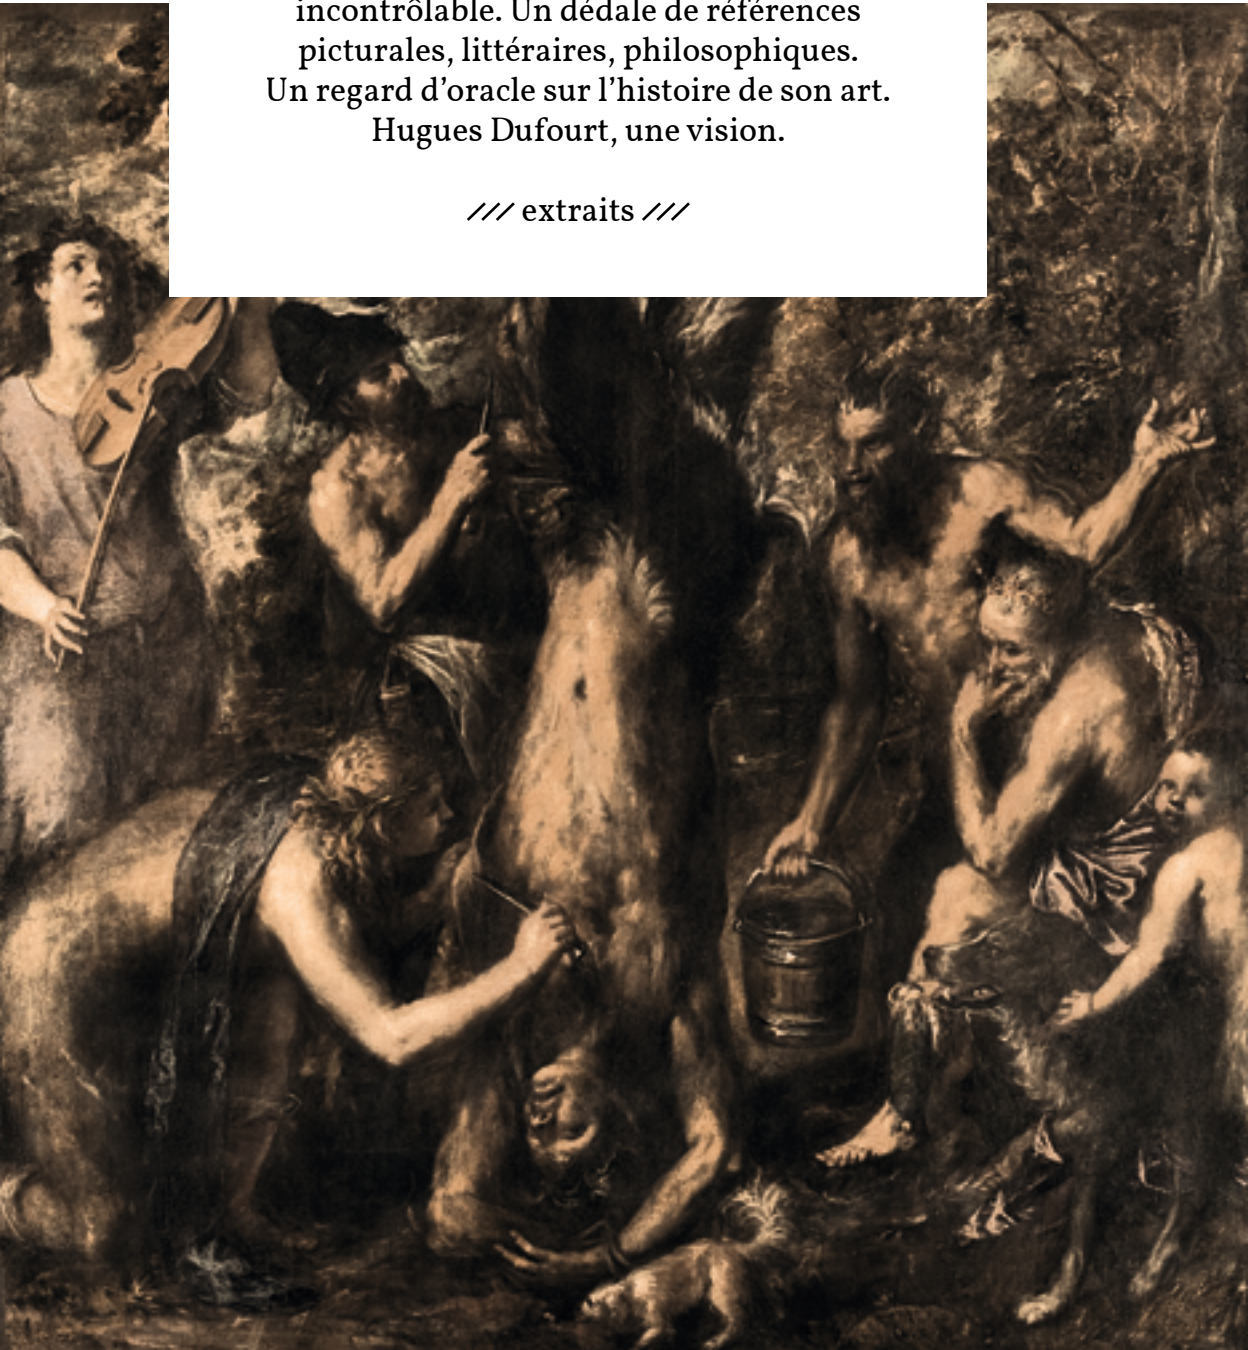 incontrôlable. Un dédale de références
picturales, littéraires, philosophiques.
Un regard d’oracle sur l’histoire de son art.
Hugues Dufourt, une vision.
/// extraits ///